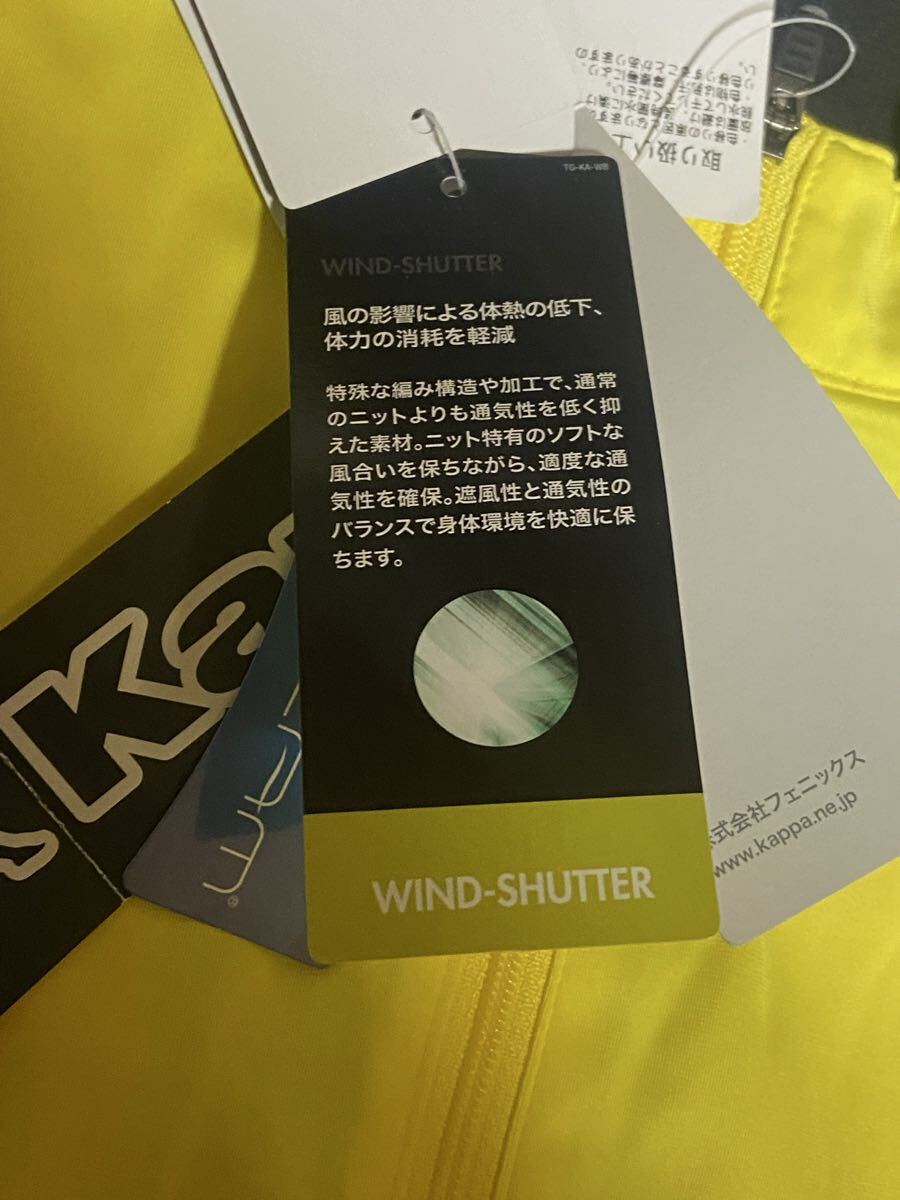 TG-KA-WB
WIND-SHUTTER
風の影響による体熱の低下、
体力の消耗を軽減
特殊な編み構造や加工で、通常
のニットよりも通気性を低く抑
えた素材。ニット特有のソフトな
風合いを保ちながら、適度な通
気性を確保。遮風性と通気性の
バランスで身体環境を快適に保
ちます。
WIND-SHUTTER
式会社フェニックス
www.kappa.ne.jp
取り扱い上